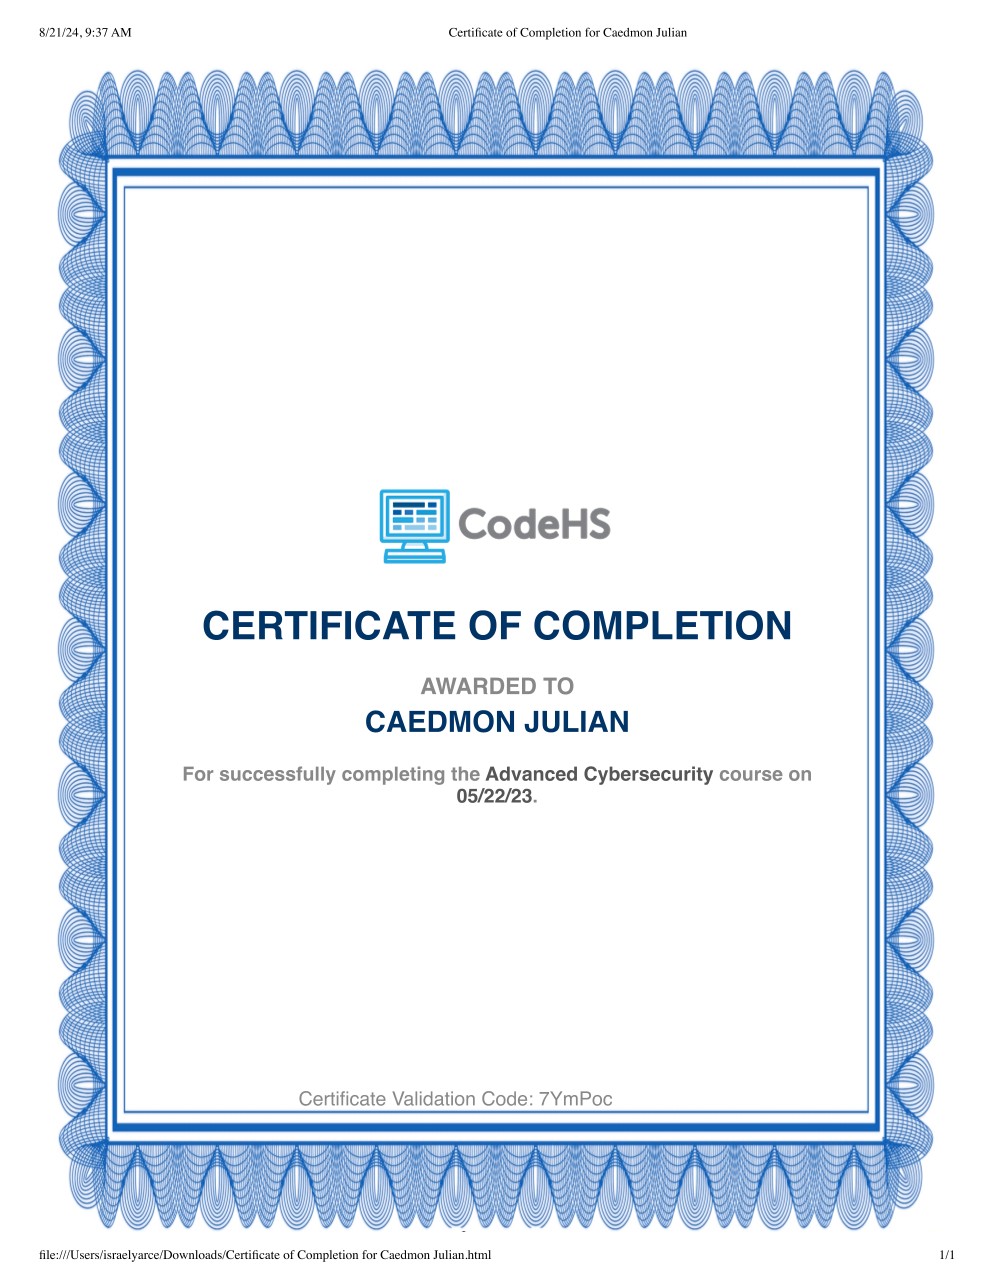 8/21/24, 9:37 AM
Certificate of Completion for Caedmon Julian
CodeHS
CERTIFICATE OF COMPLETION
AWARDED TO
CAEDMON JULIAN
For successfully completing the Advanced Cybersecurity course on
05/22/23.
Certificate Validation Code: 7YmPoc
file:///Users/israelyarce/Downloads/Certificate of Completion for Caedmon Julian.html
1/1